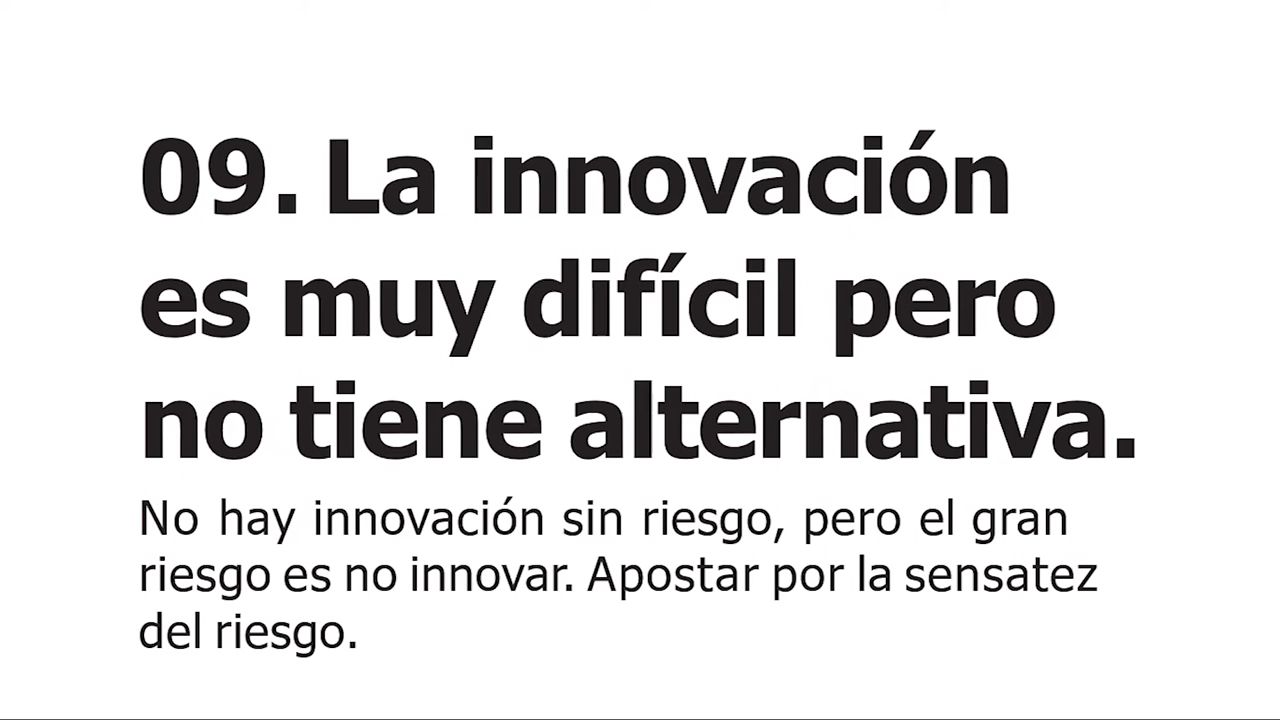 09. La innovación
es muy difícil pero
no tiene alternativa.
No hay innovación sin riesgo, pero el gran
riesgo es no innovar. Apostar por la sensatez
del riesgo.